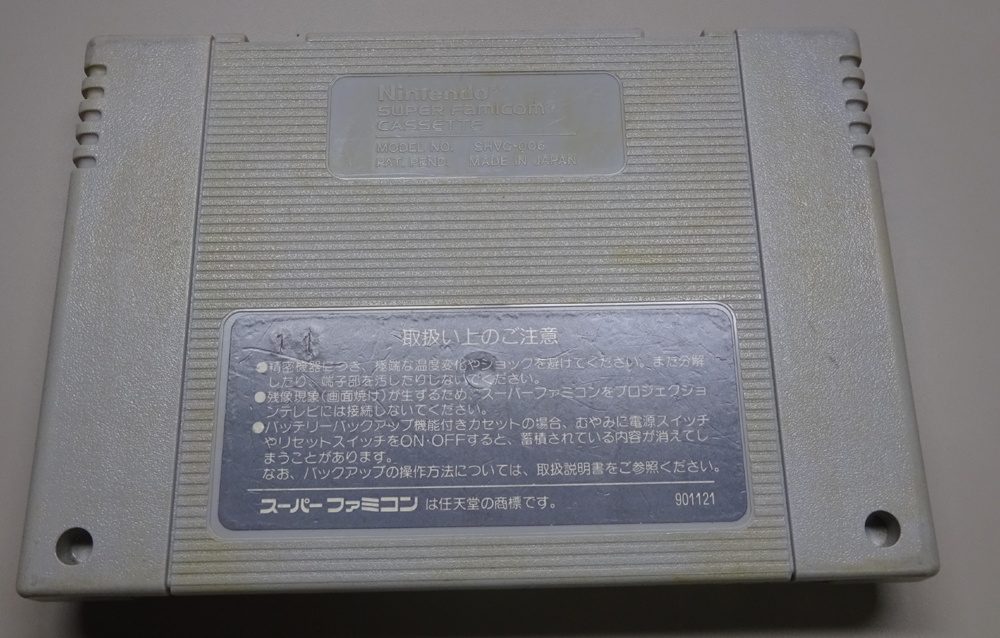 Nintendo
SUPER Famicom
CASSETTE
MODEL NO. SHVC-006
PAT. PEND. MADE IN JAPAN
取扱い上のご注意
●精密機器につき、極端な温度変化やショックを避けてください。また分解
したり、端子部を汚したりしないでください。
●残像現象(画面焼け)が生ずるため、スーパーファミコンをプロジェクショ
ンテレビには接続しないでください。
●バッテリーバックアップ機能付きカセットの場合、むやみに電源スイッチ
やリセットスイッチをON・OFFすると、蓄積されている内容が消えてし
まうことがあります。
なお、バックアップの操作方法については、取扱説明書をご参照ください。
スーパーファミコンは任天堂の商標です。 901121